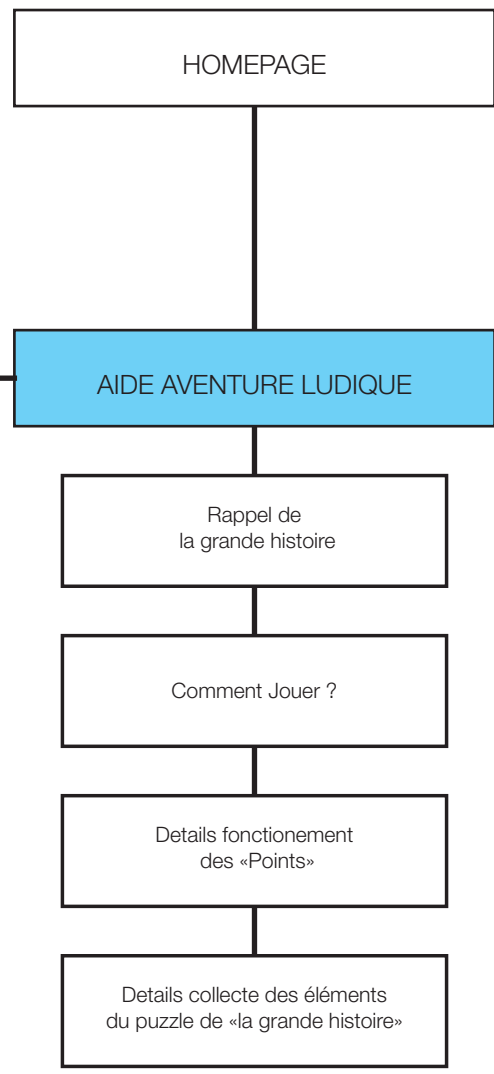 HOMEPAGE
AIDE AVENTURE LUDIQUE
Rappel de
la grande histoire
Comment Jouer ?
Details fonctionement
des «Points»
Details collecte des éléments
du puzzle de «la grande histoire»